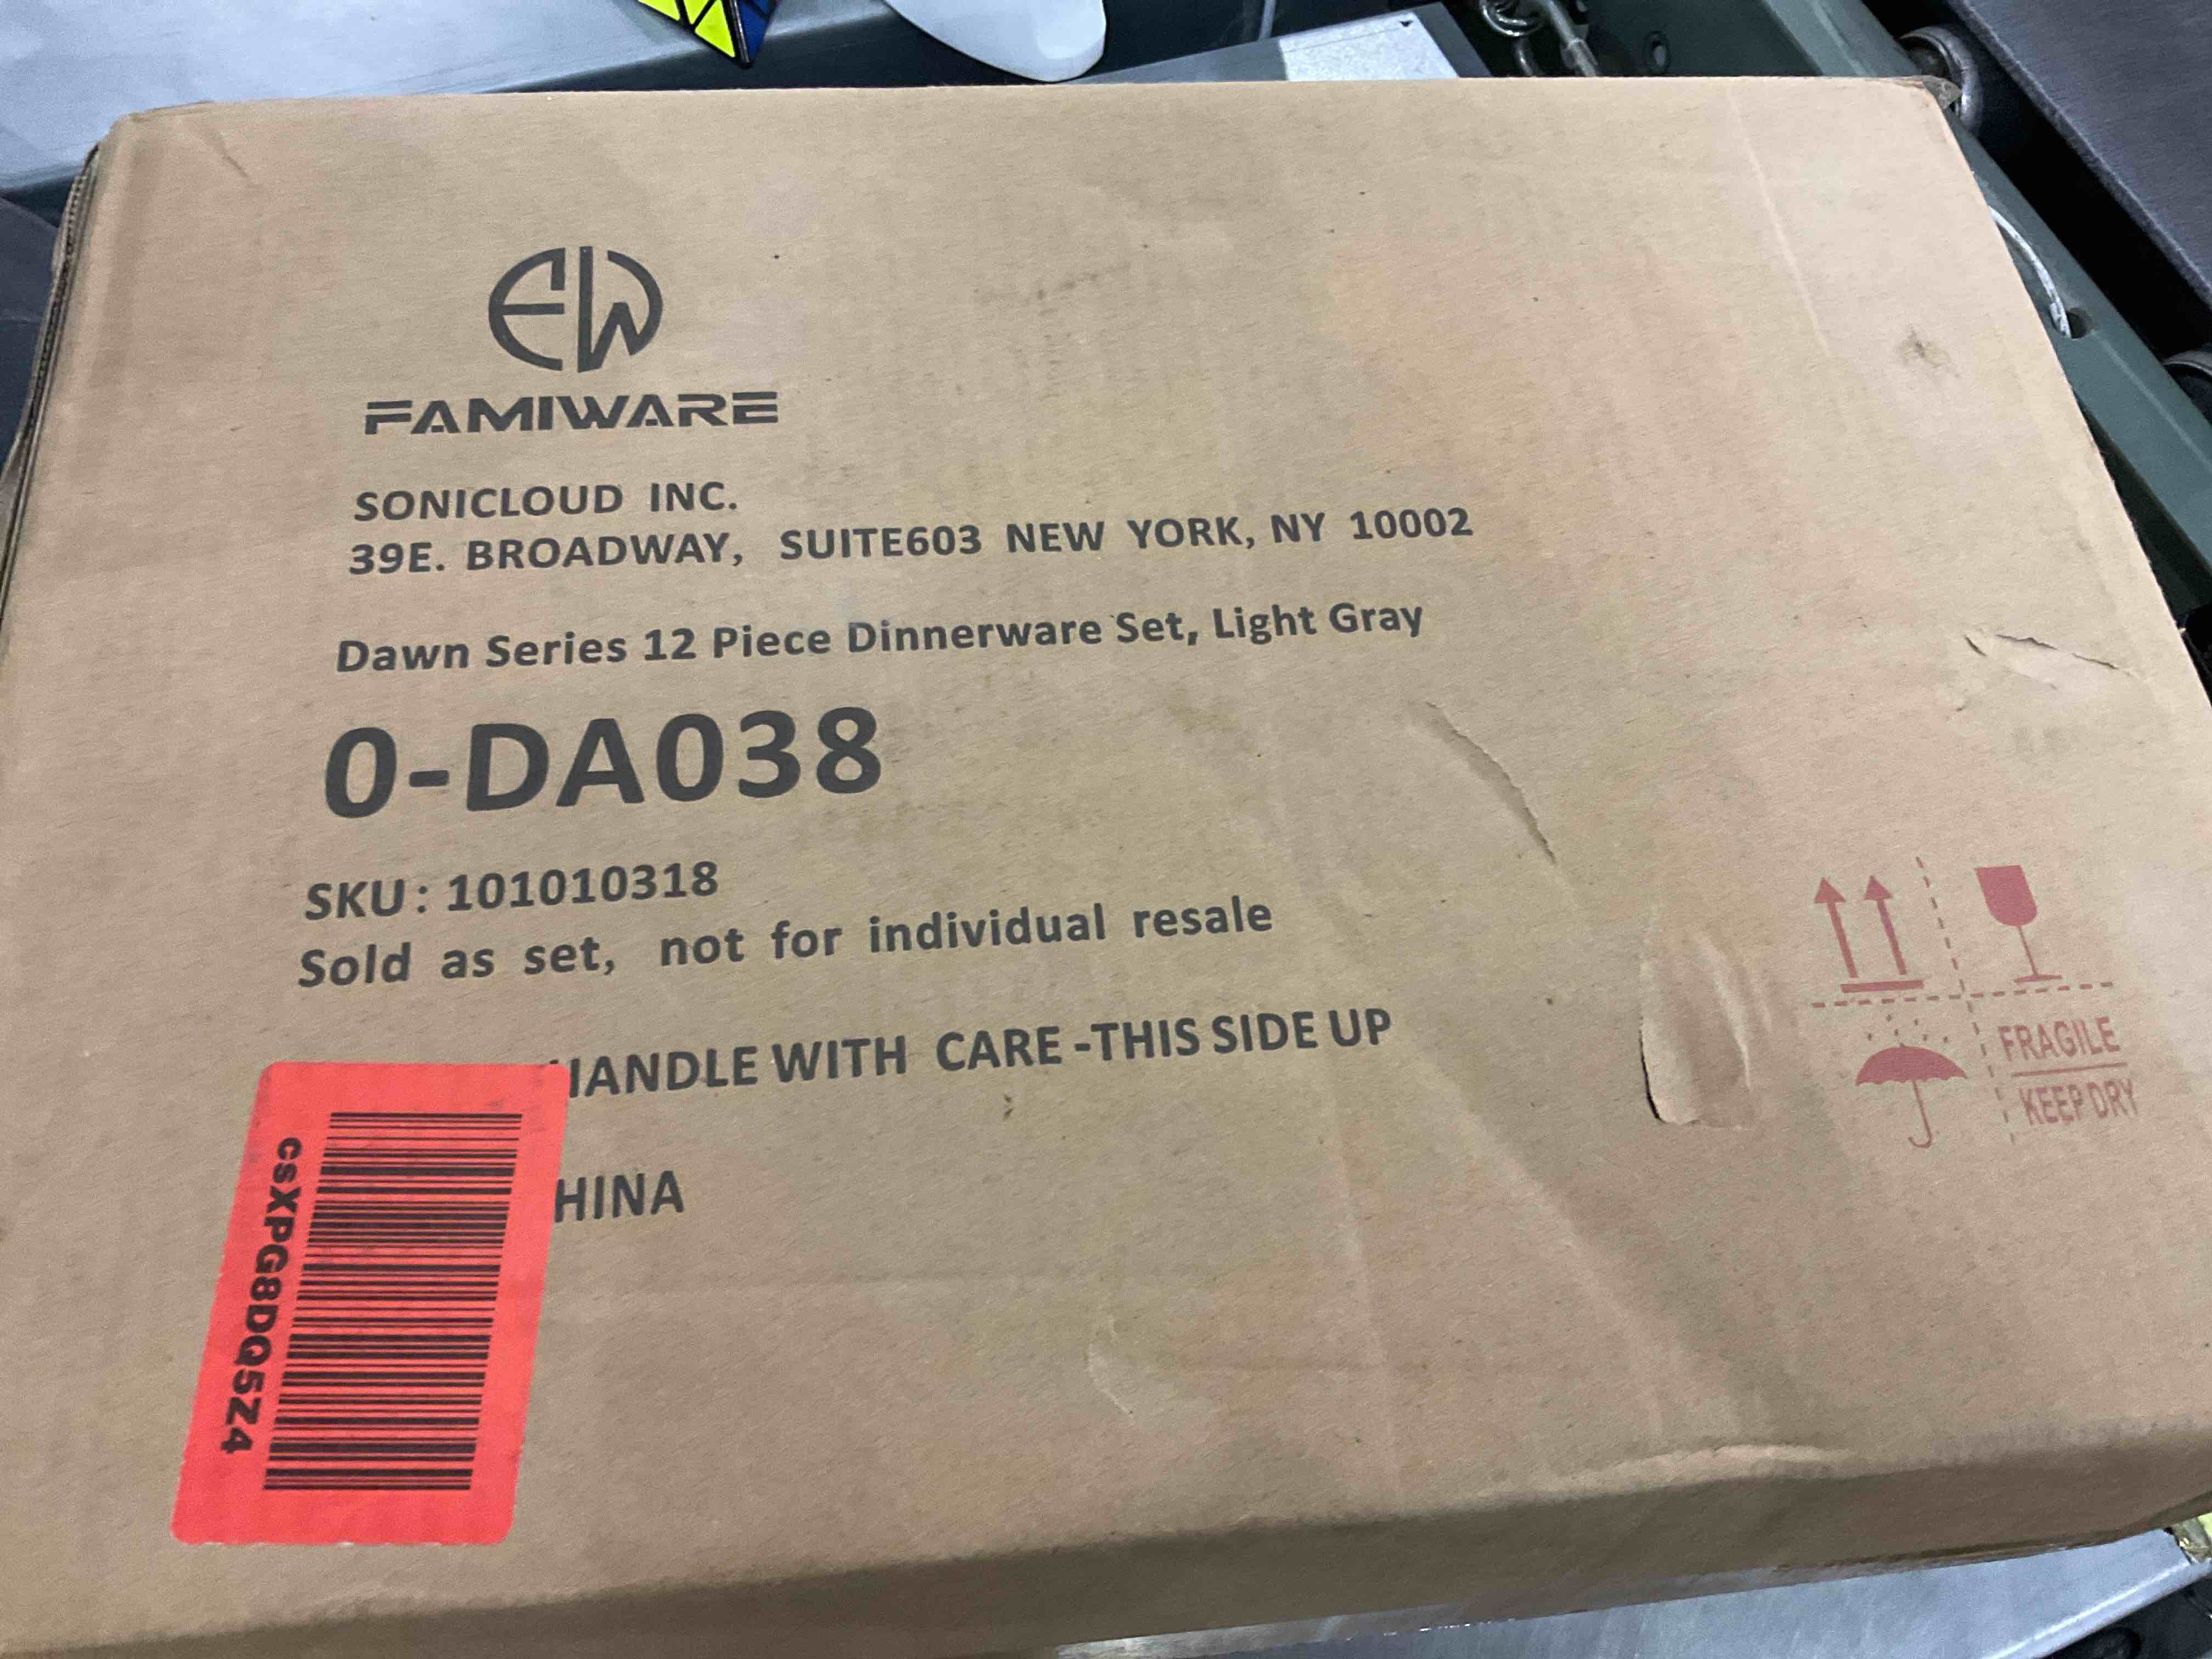 FW
FAMIWARE
SONICLOUD INC.
39E. BROADWAY, SUITE603 NEW YORK, NY 10002
Dawn Series 12 Piece Dinnerware Set, Light Gray
0-DA038
SKU: 101010318
Sold as set, not for individual resale
HANDLE WITH CARE -THIS SIDE UP
HINA
csXPG8DQ5Z4
FRAGILE
KEEP DRY